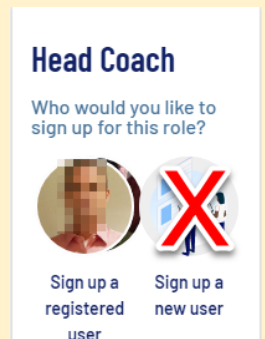 Head Coach
Who would you like to
sign up for this role?
Sign up a
registered
user
Sign up a
new user